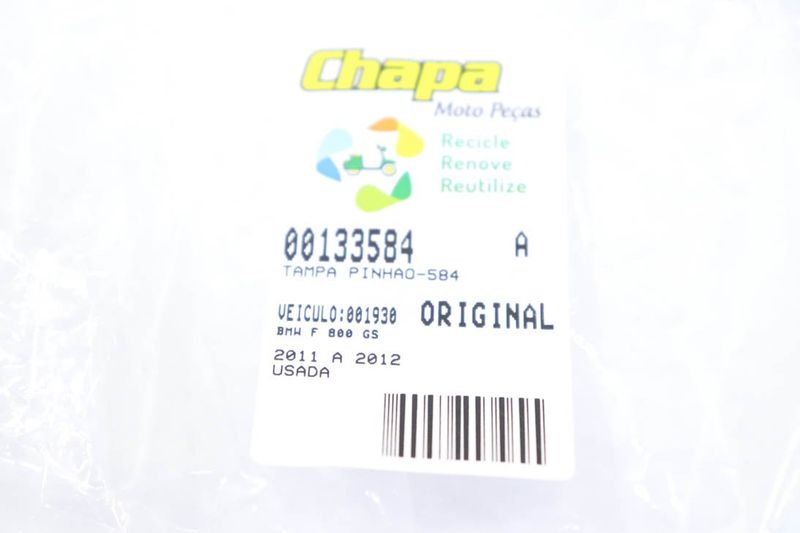 Chapa
Moto Peças
Recicle
Renove
Reutilize
00133584 A
TAMPA PINHAO-584
VEICULO:001930 ORIGINAL
BMW F 800 GS
2011 A 2012
USADA